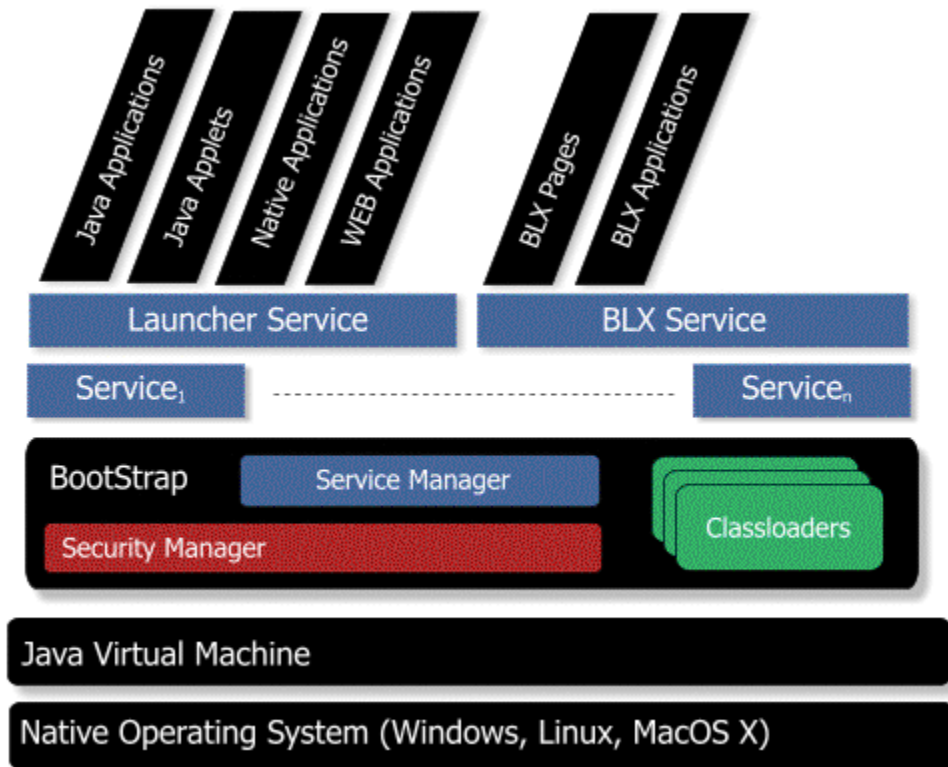 Java Applications
Java Applets
Native Applications
WEB Applications
BLX Pages
BLX Applications
Launcher Service
BLX Service
Service1
Servicen
BootStrap
Service Manager
Security Manager
Classloaders
Java Virtual Machine
Native Operating System (Windows, Linux, MacOS X)